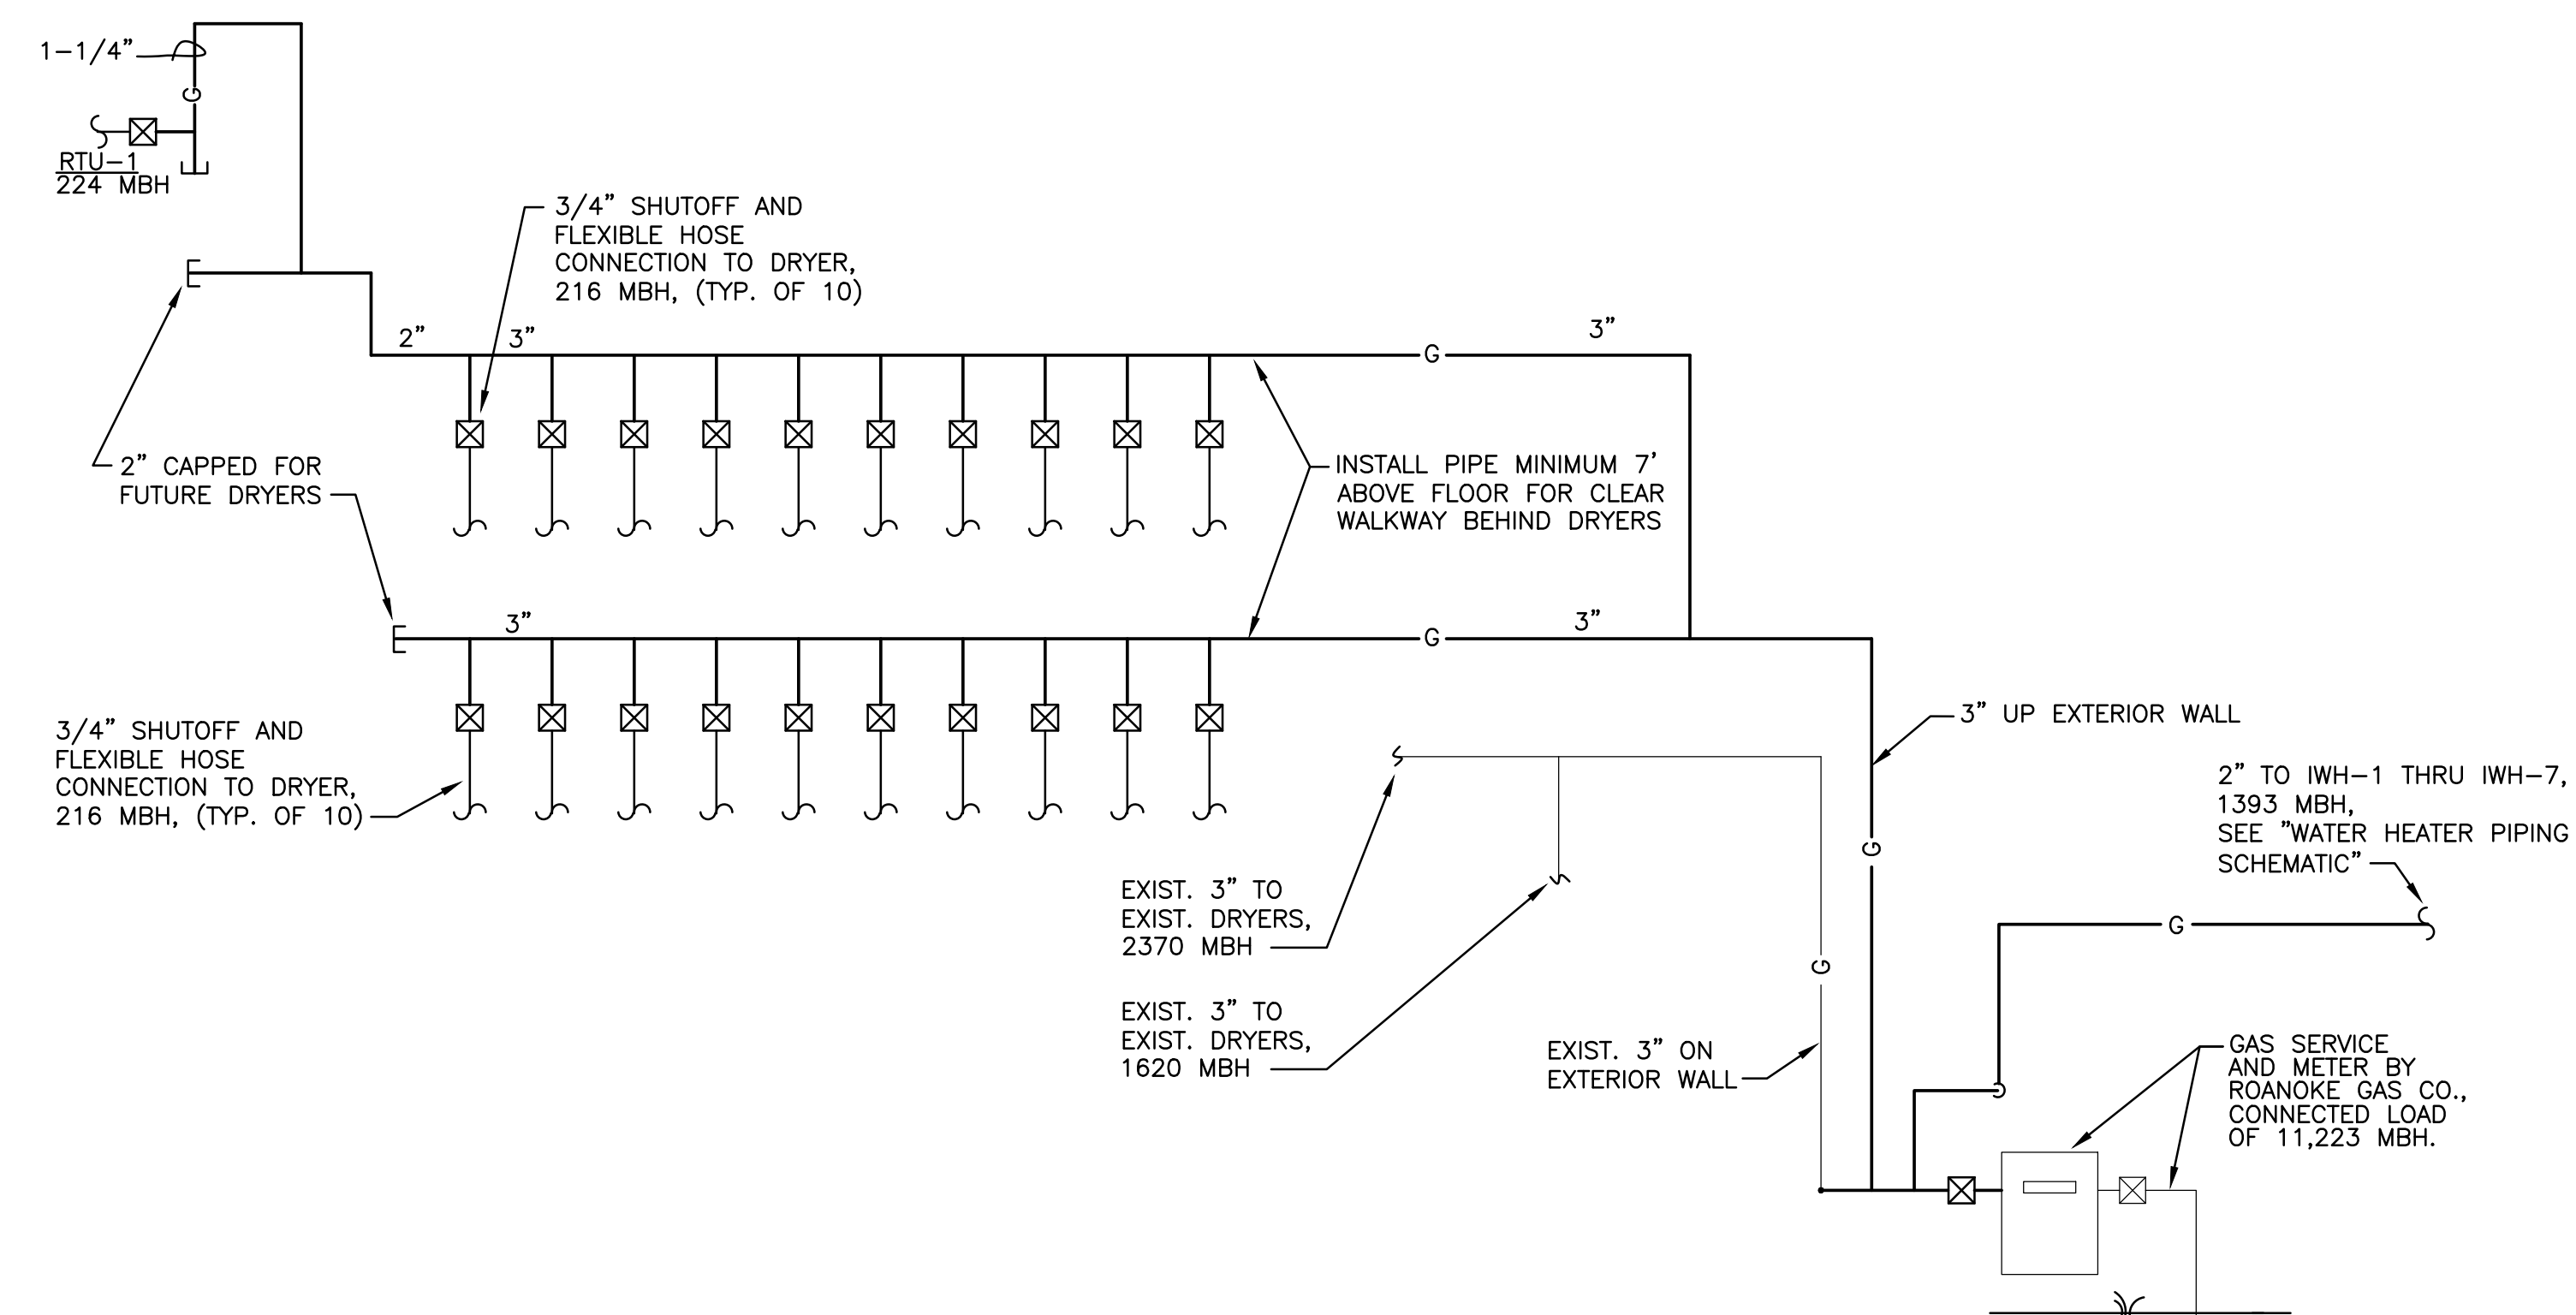 1-1/4”
G
RTU-1
224 MBH
3/4” SHUTOFF AND
FLEXIBLE HOSE
CONNECTION TO DRYER,
216 MBH, (TYP. OF 10)
2”
3”
G
3”
2” CAPPED FOR
FUTURE DRYERS
INSTALL PIPE MINIMUM 7’
ABOVE FLOOR FOR CLEAR
WALKWAY BEHIND DRYERS
3”
G
3”
3/4” SHUTOFF AND
FLEXIBLE HOSE
CONNECTION TO DRYER,
216 MBH, (TYP. OF 10)
3” UP EXTERIOR WALL
2” TO IWH-1 THRU IWH-7,
1393 MBH,
SEE ”WATER HEATER PIPING
SCHEMATIC”
G
EXIST. 3” TO
EXIST. DRYERS,
2370 MBH
G
G
EXIST. 3” TO
EXIST. DRYERS,
1620 MBH
EXIST. 3” ON
EXTERIOR WALL
GAS SERVICE
AND METER BY
ROANOKE GAS CO.,
CONNECTED LOAD
OF 11,223 MBH.